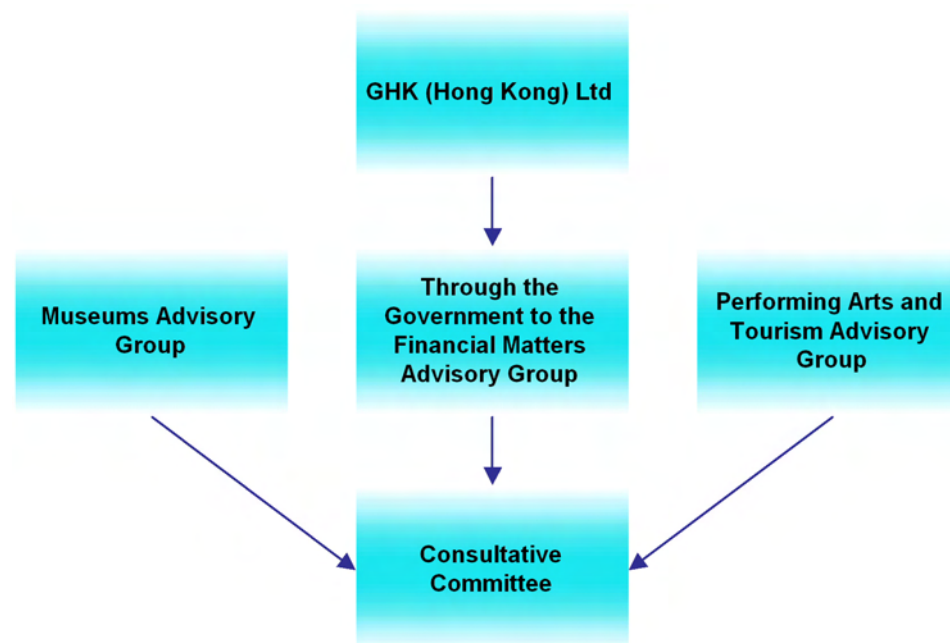 GHK (Hong Kong) Ltd
Museums Advisory
Group
Through the
Government to the
Financial Matters
Advisory Group
Performing Arts and
Tourism Advisory
Group
Consultative
Committee